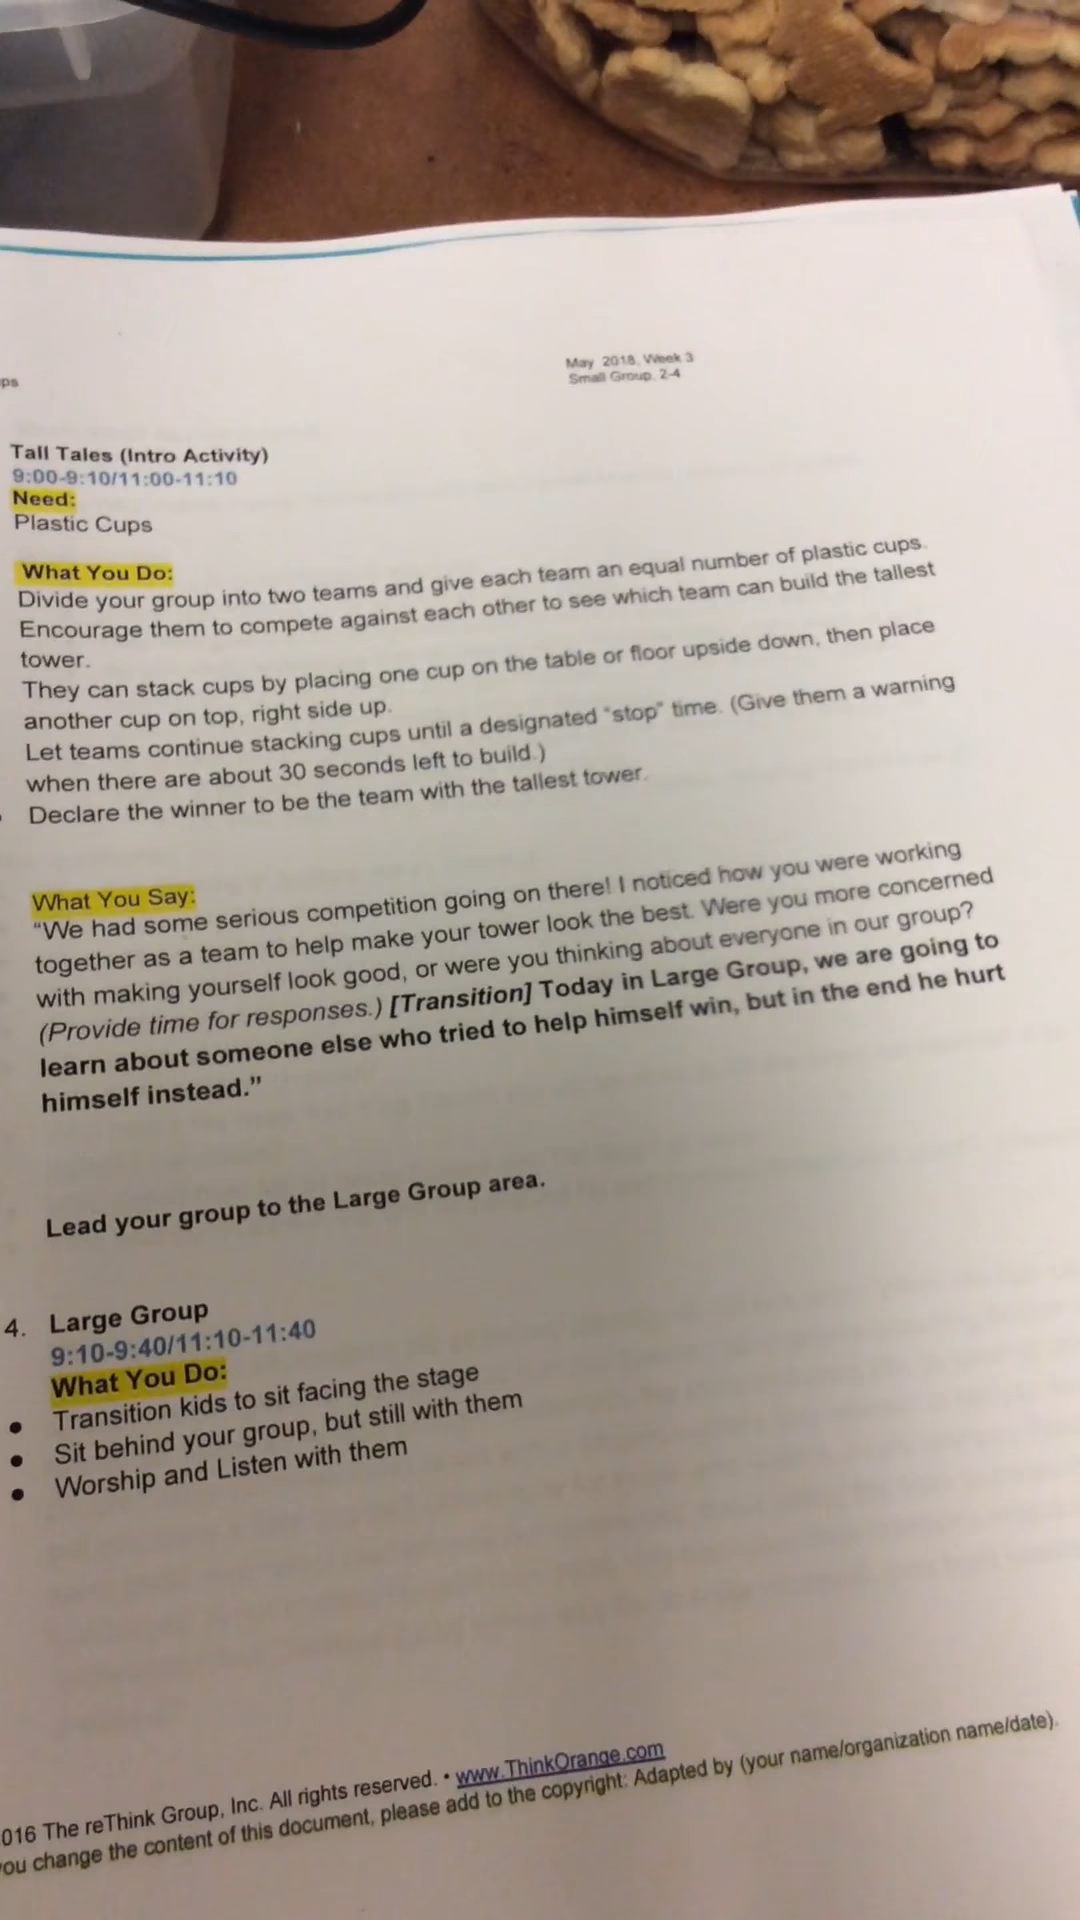 ps
May 2018, Week 3
Small Group, 2-4
Tall Tales (Intro Activity)
9:00-9:10/11:00-11:10
Need:
Plastic Cups
What You Do:
Divide your group into two teams and give each team an equal number of plastic cups.
Encourage them to compete against each other to see which team can build the tallest
tower.
They can stack cups by placing one cup on the table or floor upside down, then place
another cup on top, right side up.
Let teams continue stacking cups until a designated “stop” time. (Give them a warning
when there are about 30 seconds left to build.)
Declare the winner to be the team with the tallest tower.
What You Say:
“We had some serious competition going on there! I noticed how you were working
together as a team to help make your tower look the best. Were you more concerned
with making yourself look good, or were you thinking about everyone in our group?
(Provide time for responses.) [Transition] Today in Large Group, we are going to
learn about someone else who tried to help himself win, but in the end he hurt
himself instead.”
Lead your group to the Large Group area.
4. Large Group
9:10-9:40/11:10-11:40
What You Do:
• Transition kids to sit facing the stage
• Sit behind your group, but still with them
• Worship and Listen with them
016 The reThink Group, Inc. All rights reserved. • www.ThinkOrange.com
you change the content of this document, please add to the copyright: Adapted by (your name/organization name/date).